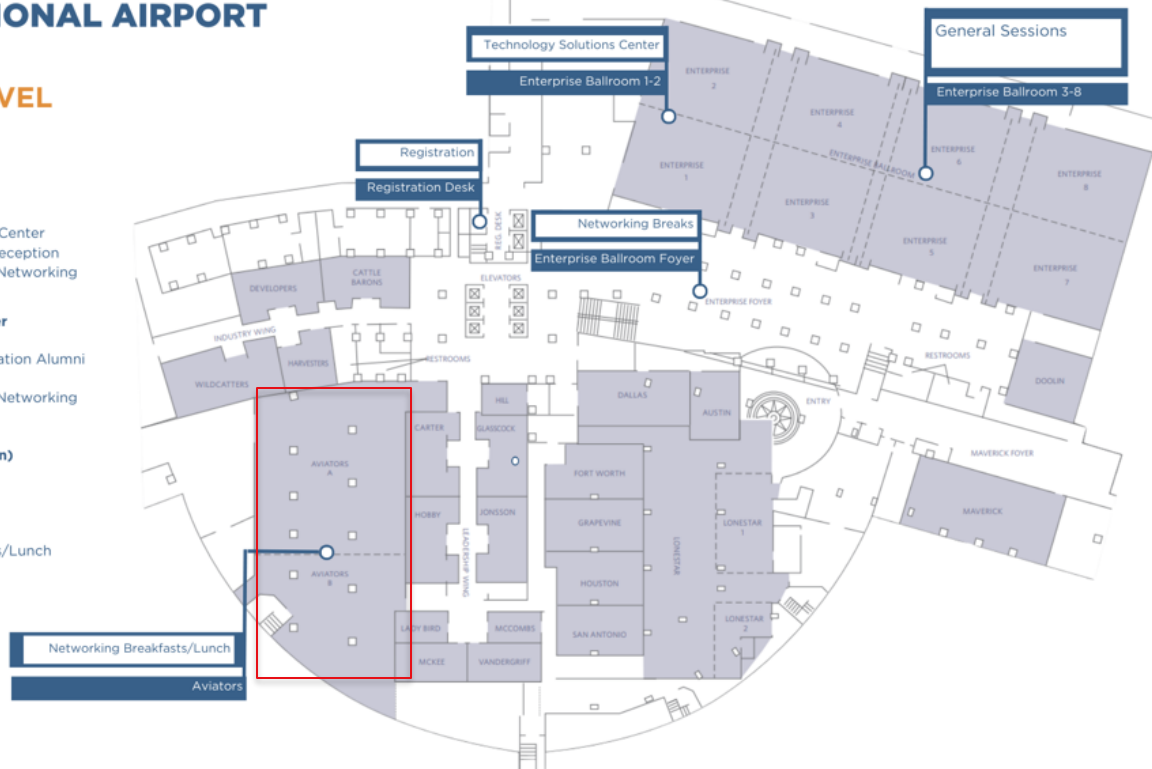 IONAL AIRPORT
VEL
Center
eception
Networking
er
ation Alumni
Networking
n)
s/Lunch
Technology Solutions Center
Enterprise Ballroom 1-2
General Sessions
Enterprise Ballroom 3-8
Registration
Registration Desk
Networking Breaks
Enterprise Ballroom Foyer
Networking Breakfasts/Lunch
Aviators
ENTERPRISE
2
ENTERPRISE
4
ENTERPRISE
6
ENTERPRISE
8
ENTERPRISE BALLROOM
ENTERPRISE
1
ENTERPRISE
3
ENTERPRISE
5
ENTERPRISE
7
REG. DESK
ELEVATORS
ENTERPRISE FOYER
DEVELOPERS
CATTLE
BARONS
INDUSTRY WING
HARVESTERS
WILDCATTERS
RESTROOMS
RESTROOMS
DOOLIN
ENTRY
MAVERICK FOYER
MAVERICK
HILL
DALLAS
AUSTIN
CARTER
GLASSCOCK
AVIATORS
A
FORT WORTH
HOBBY
JONSSON
GRAPEVINE
LONESTAR
LONESTAR
1
LEADERSHIP WING
AVIATORS
B
HOUSTON
LADY BIRD
MCCOMBS
SAN ANTONIO
LONESTAR
2
MCKEE
VANDERGRIFF